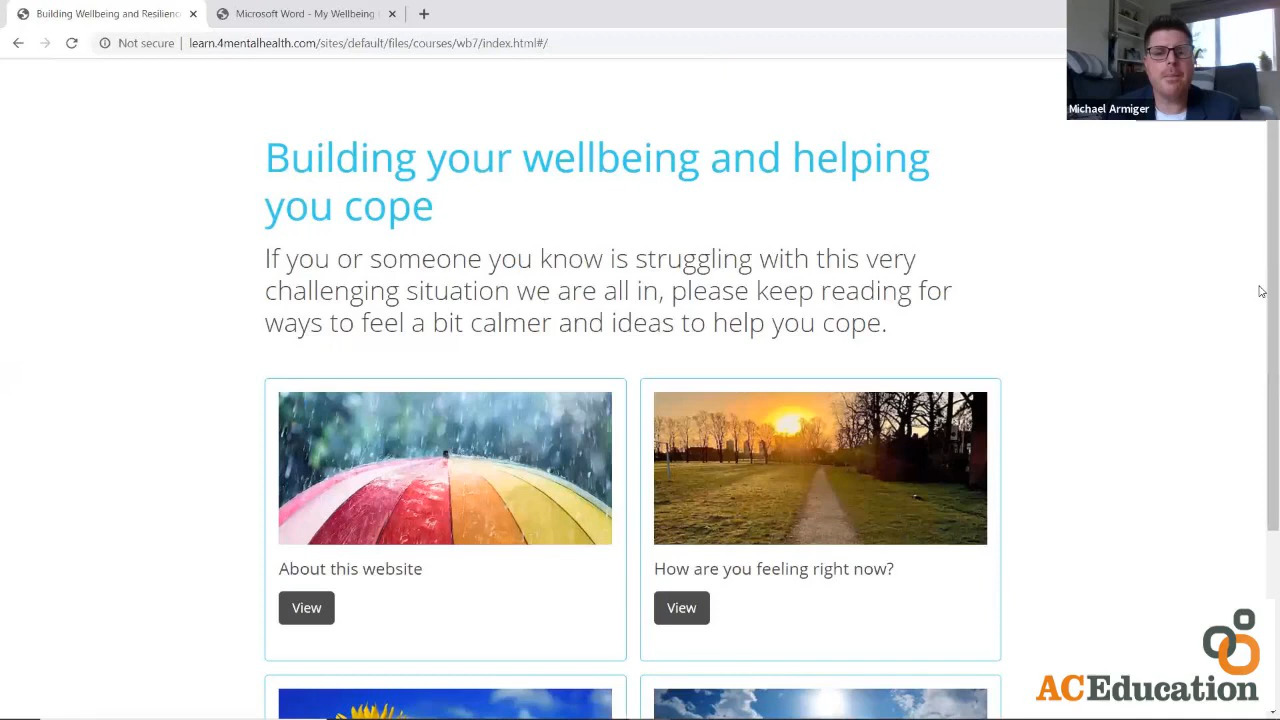 Building Wellbeing and Resilienc
Microsoft Word - My Wellbeing
Not secure
learn.4mentalhealth.com/sites/default/files/courses/wb7/index.html#/
Michael Armiger
Building your wellbeing and helping
you cope
If you or someone you know is struggling with this very
challenging situation we are all in, please keep reading for
ways to feel a bit calmer and ideas to help you cope.
About this website
How are you feeling right now?
View
View
ACEducation